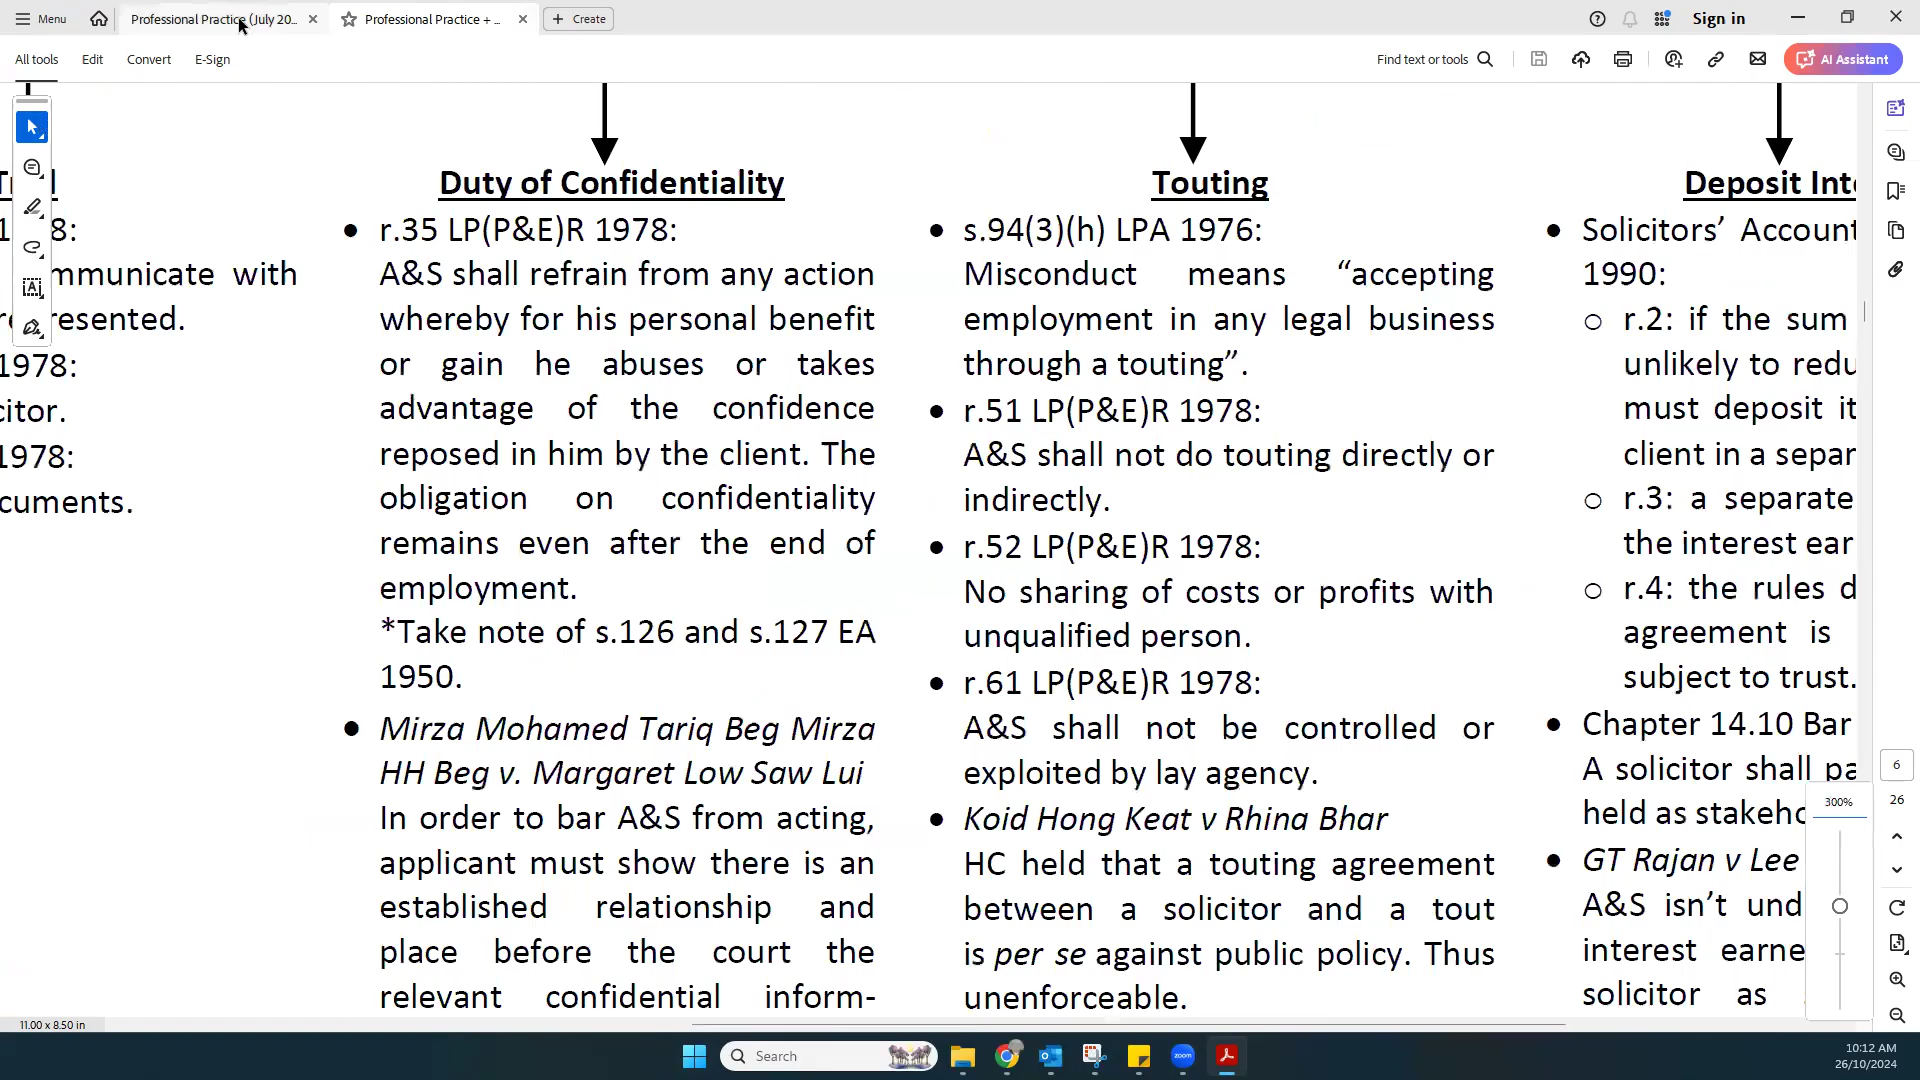 Menu
Professional Practice (July 20...
Professional Practice + ...
Create
Sign in
All tools
Edit
Convert
E-Sign
Find text or tools
AI Assistant
Duty of Confidentiality
r.35 LP(P&E)R 1978:
A&S shall refrain from any action
whereby for his personal benefit
or gain he abuses or takes
advantage of the confidence
reposed in him by the client. The
obligation on confidentiality
remains even after the end of
employment.
*Take note of s.126 and s.127 EA
1950.
Mirza Mohamed Tariq Beg Mirza
HH Beg v. Margaret Low Saw Lui
In order to bar A&S from acting,
applicant must show there is an
established relationship and
place before the court the
relevant confidential inform-
8:
mmunicate with
resented.
1978:
citor.
1978:
cuments.
Touting
s.94(3)(h) LPA 1976:
Misconduct means “accepting
employment in any legal business
through a touting”.
r.51 LP(P&E)R 1978:
A&S shall not do touting directly or
indirectly.
r.52 LP(P&E)R 1978:
No sharing of costs or profits with
unqualified person.
r.61 LP(P&E)R 1978:
A&S shall not be controlled or
exploited by lay agency.
Koid Hong Keat v Rhina Bhar
HC held that a touting agreement
between a solicitor and a tout
is per se against public policy. Thus
unenforceable.
Deposit Inte
Solicitors’ Account
1990:
r.2: if the sum
unlikely to redu
must deposit it
client in a separ
r.3: a separate
the interest ear
r.4: the rules d
agreement is
subject to trust.
Chapter 14.10 Bar
A solicitor shall pa
held as stakeho
GT Rajan v Lee
A&S isn’t und
interest earne
solicitor as
6
26
300%
11.00 x 8.50 in
Search
zoom
10:12 AM
26/10/2024